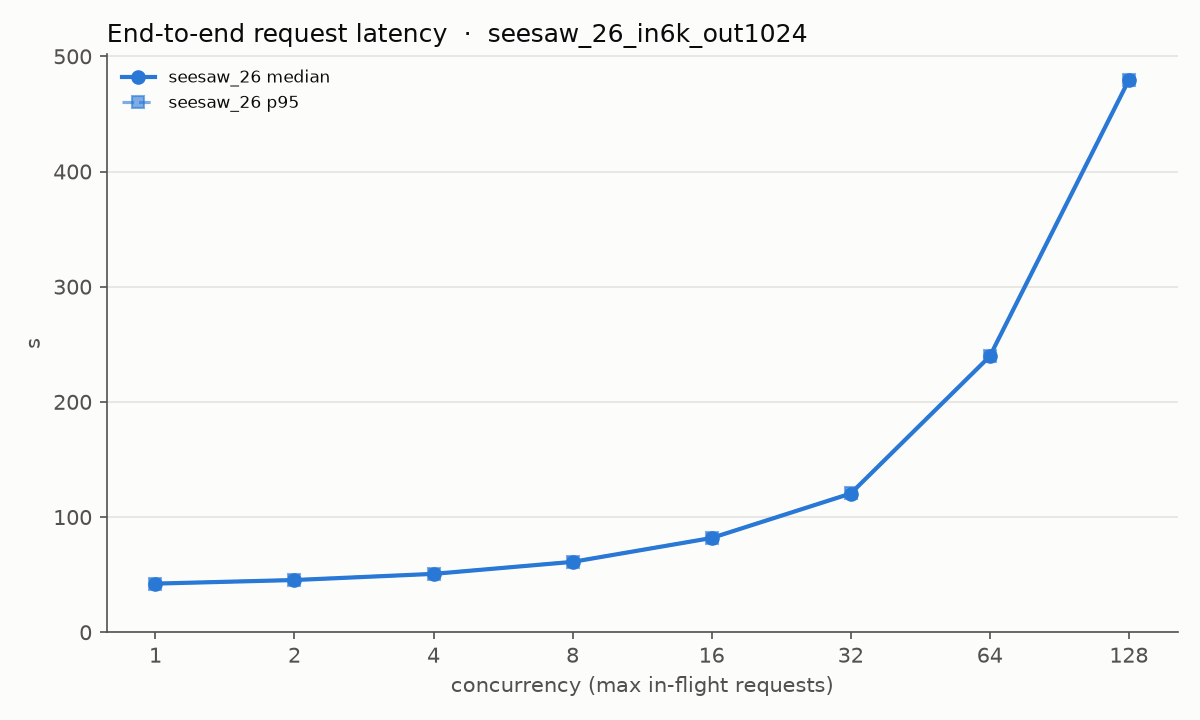 End-to-end request latency · seesaw_26_in6k_out1024
seesaw_26 median
seesaw_26 p95
500
400
300
200
100
0
s
1 2 4 8 16 32 64 128
concurrency (max in-flight requests)